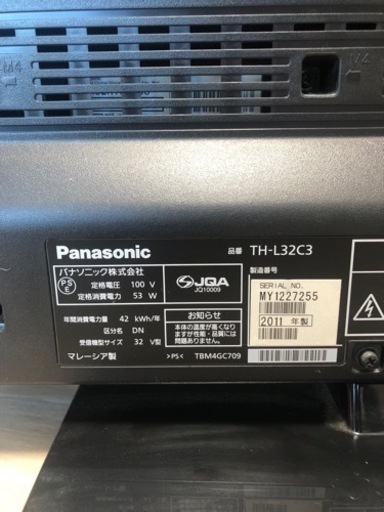 M4
M4
Panasonic
品番 TH-L32C3
パナソニック株式会社
PS E
定格電圧 100 V
定格消費電力 53 W
JQA
JQ10009
製造番号
SERIAL NO.
MY1227255
2011 年製
年間消費電力量 42 kWh/年
区分名 DN
受信機型サイズ 32 V型
マレーシア製
お知らせ
本体の温度が高くなり
ますが、性能・品質には
問題ありません。
>PS< TBM4GC709